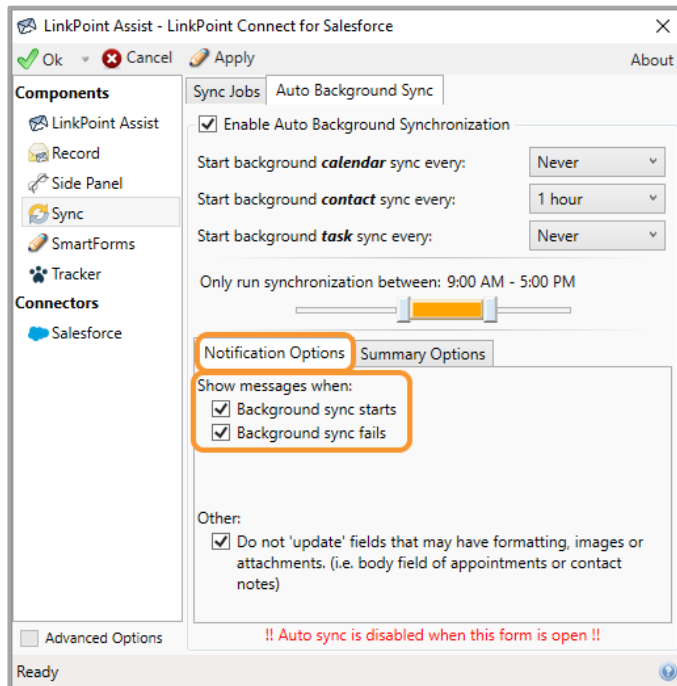 LinkPoint Assist - LinkPoint Connect for Salesforce
Ok Cancel Apply About
Components
LinkPoint Assist
Record
Side Panel
Sync
SmartForms
Tracker
Connectors
Salesforce
Advanced Options
Sync Jobs Auto Background Sync
Enable Auto Background Synchronization
Start background calendar sync every: Never
Start background contact sync every: 1 hour
Start background task sync every: Never
Only run synchronization between: 9:00 AM - 5:00 PM
Notification Options Summary Options
Show messages when:
Background sync starts
Background sync fails
Other:
Do not 'update' fields that may have formatting, images or
attachments. (i.e. body field of appointments or contact
notes)
!! Auto sync is disabled when this form is open !!
Ready